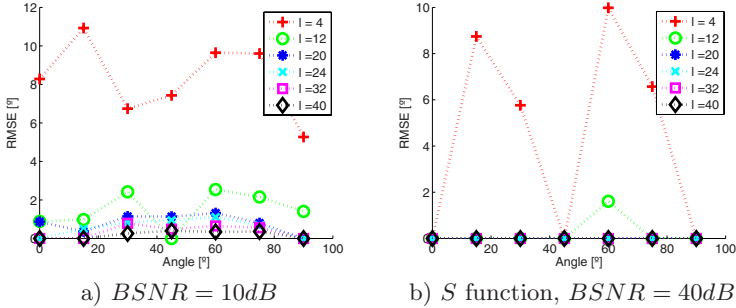 12
10
8
6
4
2
0
RMSE [º]
0 20 40 60 80 100
Angle [º]
l = 4
l =12
l =20
l =24
l =32
l =40
a) BSNR = 10dB
10
8
6
4
2
0
RMSE [º]
0 20 40 60 80 100
Angle [º]
l = 4
l =12
l =20
l =24
l =32
l =40
b) S function, BSNR = 40dB